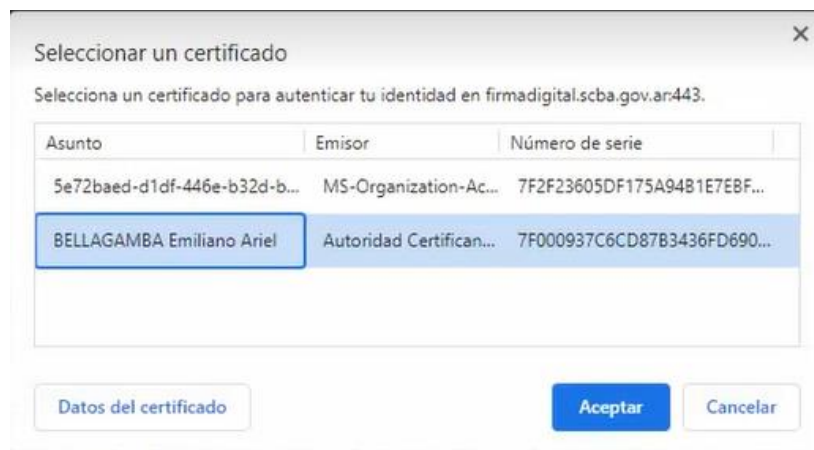 Seleccionar un certificado
Selecciona un certificado para autenticar tu identidad en firmadigital.scba.gov.ar:443.
Asunto Emisor Número de serie
5e72baed-d1df-446e-b32d-b... MS-Organization-Ac... 7F2F23605DF175A94B1E7EBF...
BELLAGAMBA Emiliano Ariel Autoridad Certifican... 7F000937C6CD87B3436FD690...
Datos del certificado Aceptar Cancelar